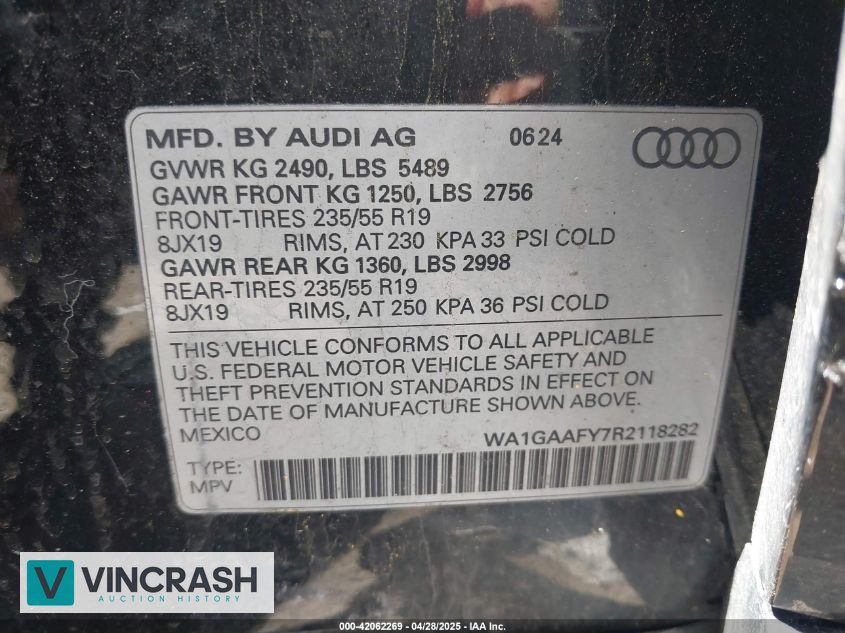 MFD. BY AUDI AG 0624
GVWR KG 2490, LBS 5489
GAWR FRONT KG 1250, LBS 2756
FRONT-TIRES 235/55 R19
8JX19 RIMS, AT 230 KPA 33 PSI COLD
GAWR REAR KG 1360, LBS 2998
REAR-TIRES 235/55 R19
8JX19 RIMS, AT 250 KPA 36 PSI COLD
THIS VEHICLE CONFORMS TO ALL APPLICABLE
U.S. FEDERAL MOTOR VEHICLE SAFETY AND
THEFT PREVENTION STANDARDS IN EFFECT ON
THE DATE OF MANUFACTURE SHOWN ABOVE.
MEXICO WA1GAAFY7R2118282
TYPE:
MPV
V VINCRASH
AUCTION HISTORY
000-42062269 - 04/28/2025 - IAA Inc.